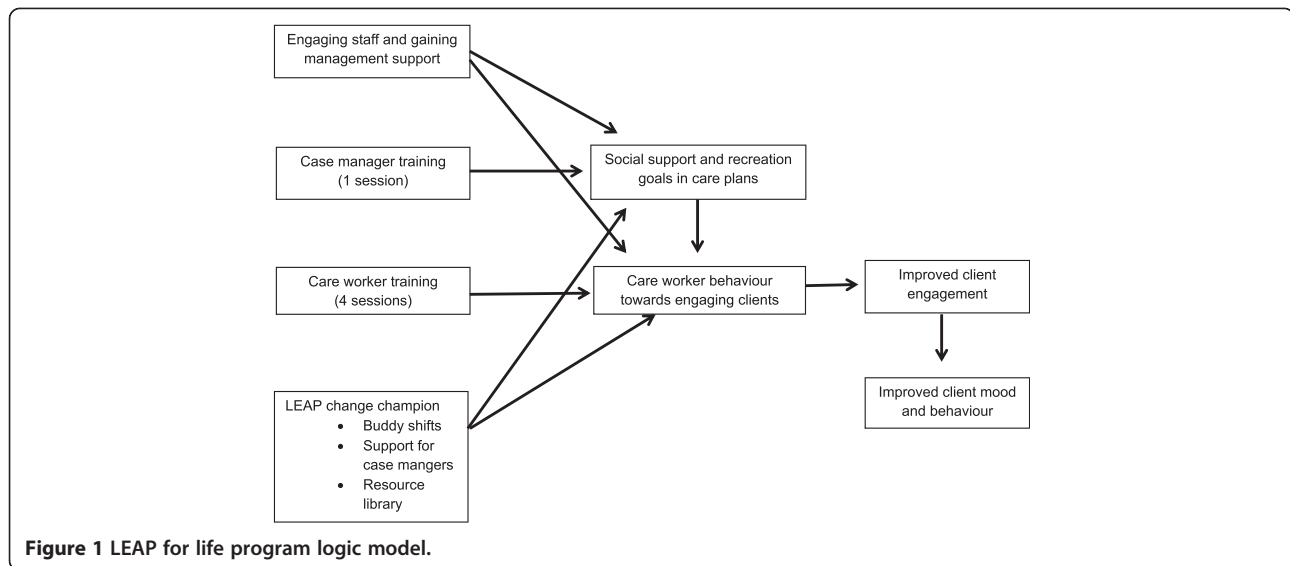 Engaging staff and gaining
management support
Case manager training
(1 session)
Social support and recreation
goals in care plans
Care worker training
(4 sessions)
Care worker behaviour
towards engaging clients
Improved client
engagement
LEAP change champion
• Buddy shifts
• Support for
case mangers
• Resource
library
Improved client mood
and behaviour
Figure 1 LEAP for life program logic model.